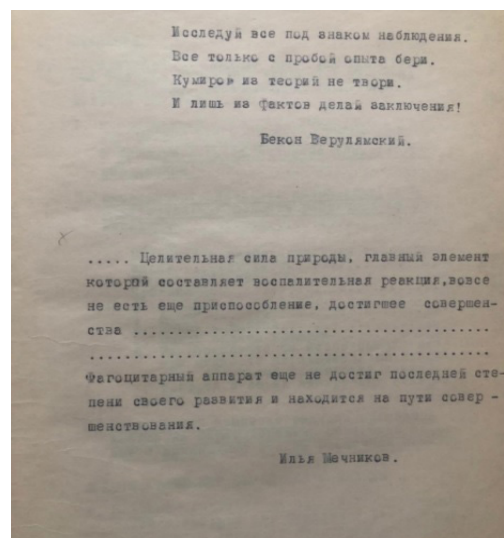 Исследуй все под знаком наблюдения.
Все только с пробой опыта бери.
Кумиров из теорий не твори.
И лишь из фактов делай заключения!
Бекон Верулямский.
..... Целительная сила природы, главный элемент
которой составляет воспалительная реакция,вовсе
не есть еще приспособление, достигшее совершен-
ства ............................................
.................................................
Фагоцитарный аппарат еще не достиг последней сте-
пени своего развития и находится на пути совер -
шенствования.
Илья Мечников.